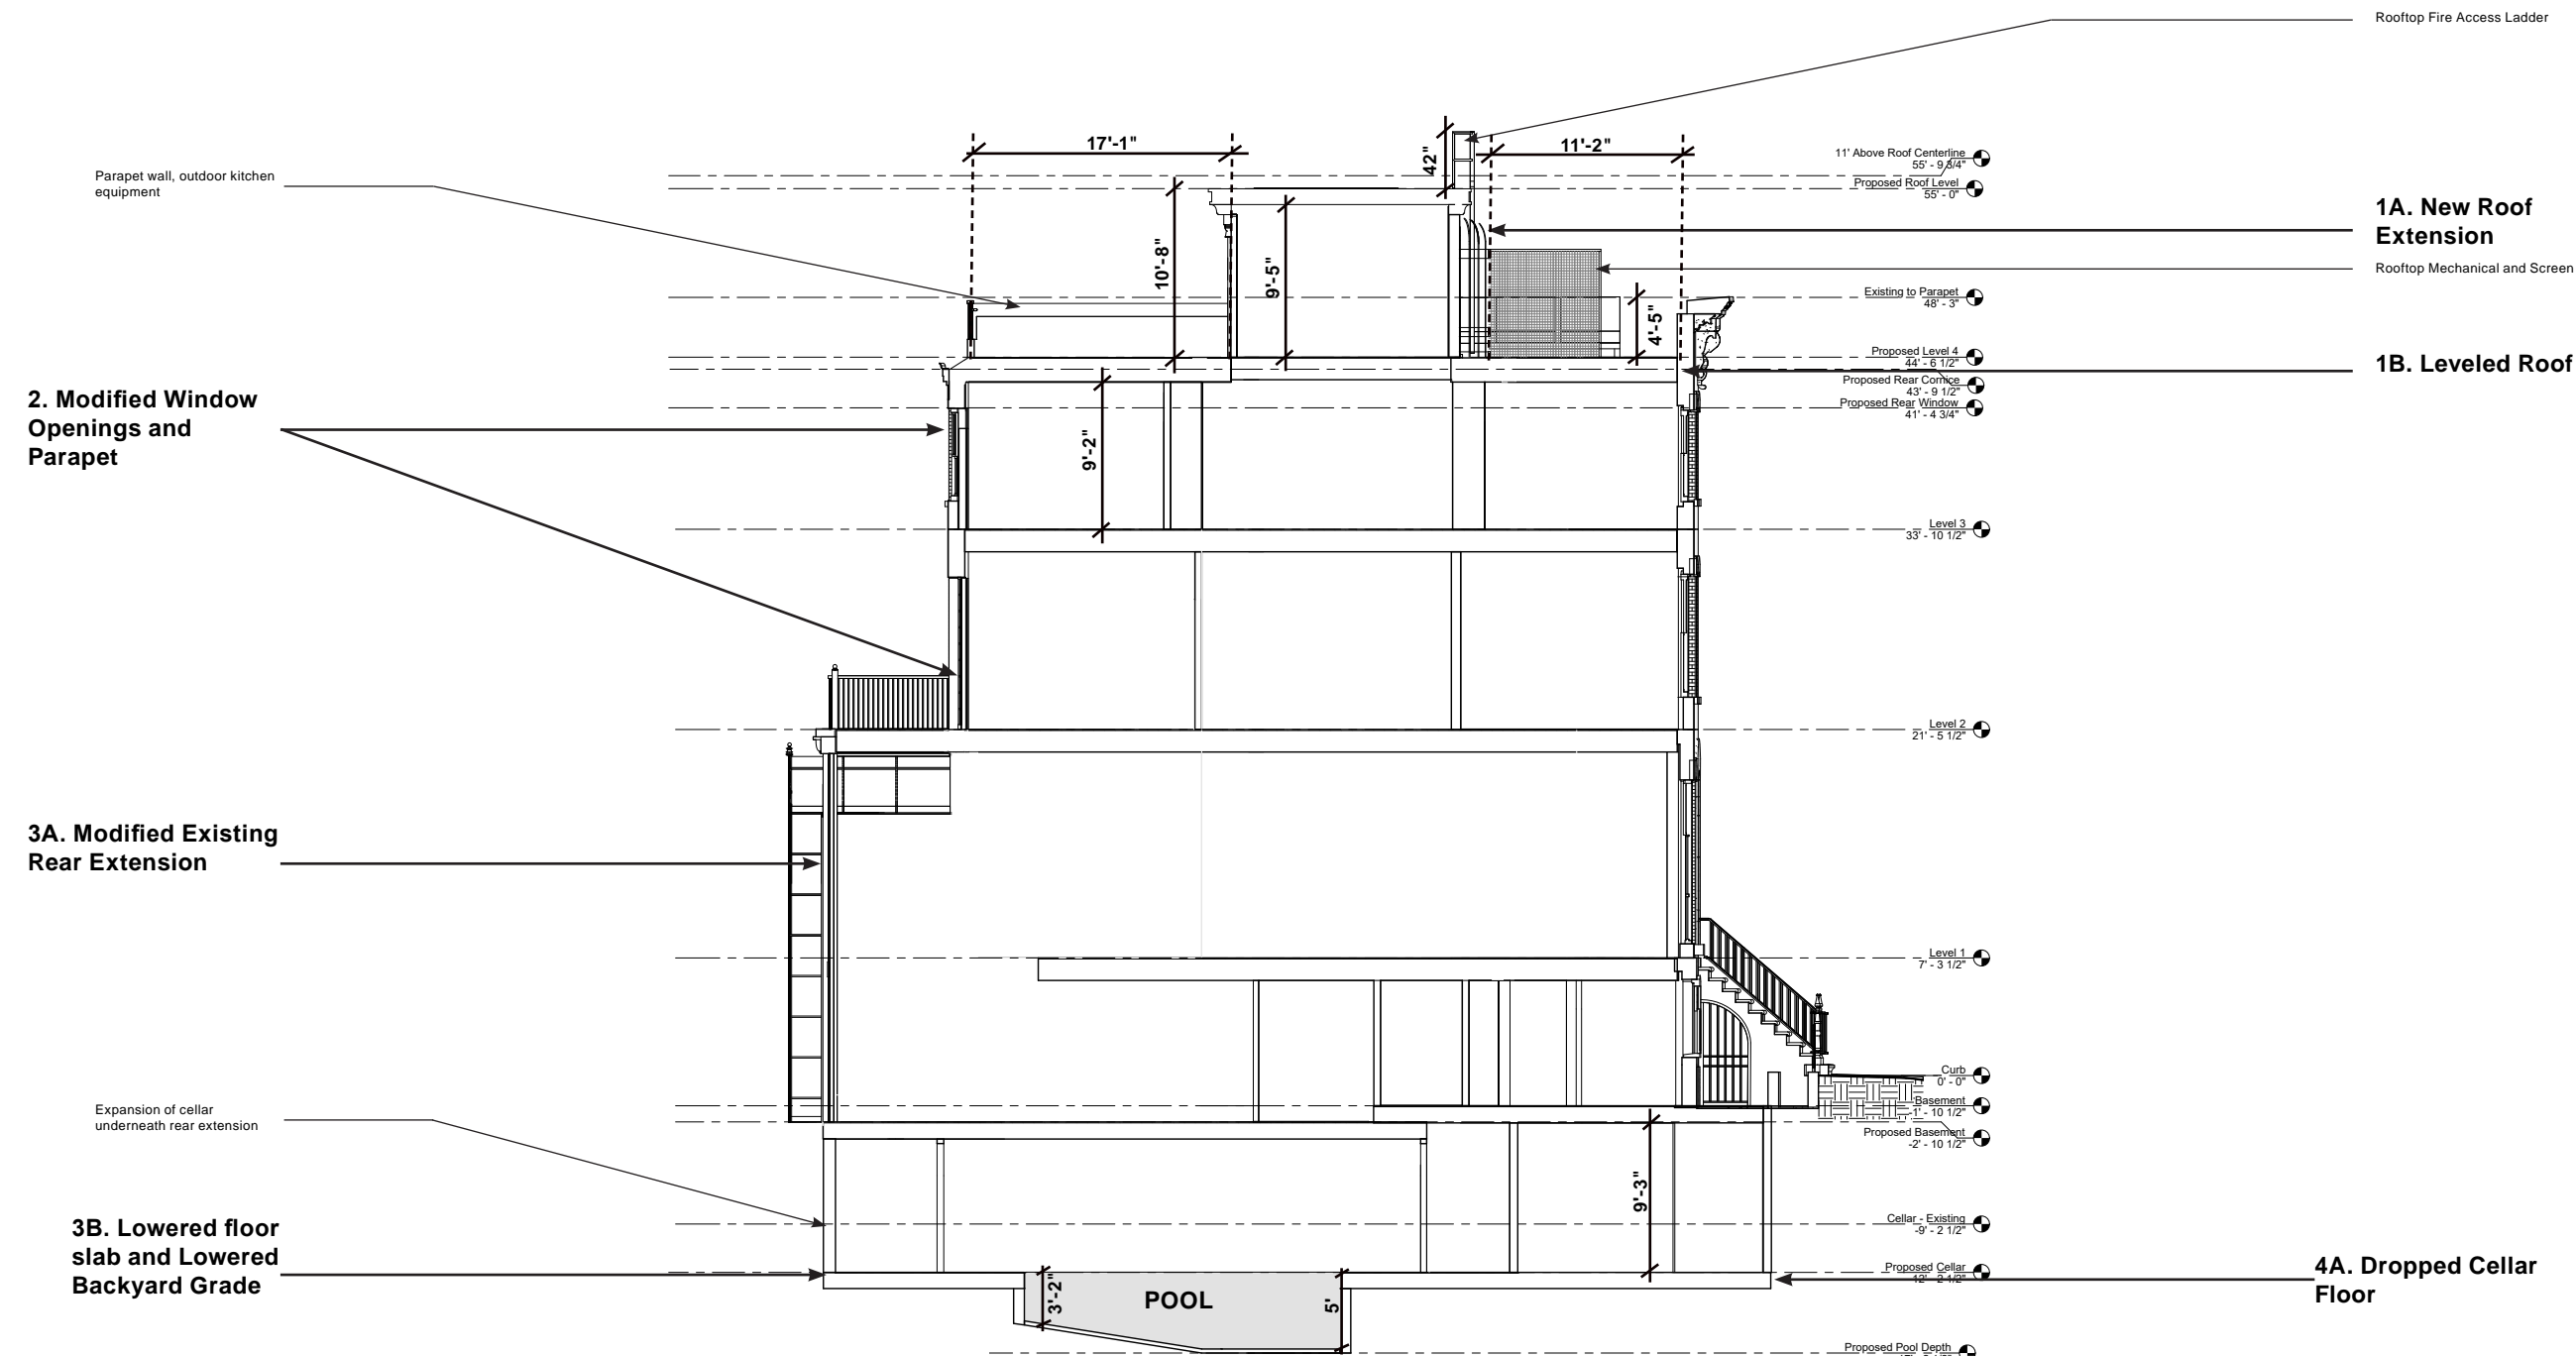 Rooftop Fire Access Ladder
17'-1"
42"
11'-2"
11' Above Roof Centerline
55' - 9 3/4"
Parapet wall, outdoor kitchen
equipment
Proposed Roof Level
55' - 0"
1A. New Roof
Extension
10'-8"
9'-5"
Rooftop Mechanical and Screen
Existing to Parapet
48' - 3"
4'-5"
Proposed Level 4
44' - 6 1/2"
1B. Leveled Roof
Proposed Rear Cornice
43' - 9 1/2"
Proposed Rear Window
41' - 4 3/4"
2. Modified Window
Openings and
Parapet
9'-2"
Level 3
33' - 10 1/2"
Level 2
21' - 5 1/2"
3A. Modified Existing
Rear Extension
Level 1
7' - 3 1/2"
Curb
0' - 0"
Basement
-1' - 10 1/2"
Expansion of cellar
underneath rear extension
Proposed Basement
-2' - 10 1/2"
9'-3"
Cellar - Existing
-9' - 2 1/2"
3B. Lowered floor
slab and Lowered
Backyard Grade
Proposed Cellar
12' - 2 1/2"
4A. Dropped Cellar
Floor
3'-2"
POOL
5'
Proposed Pool Depth